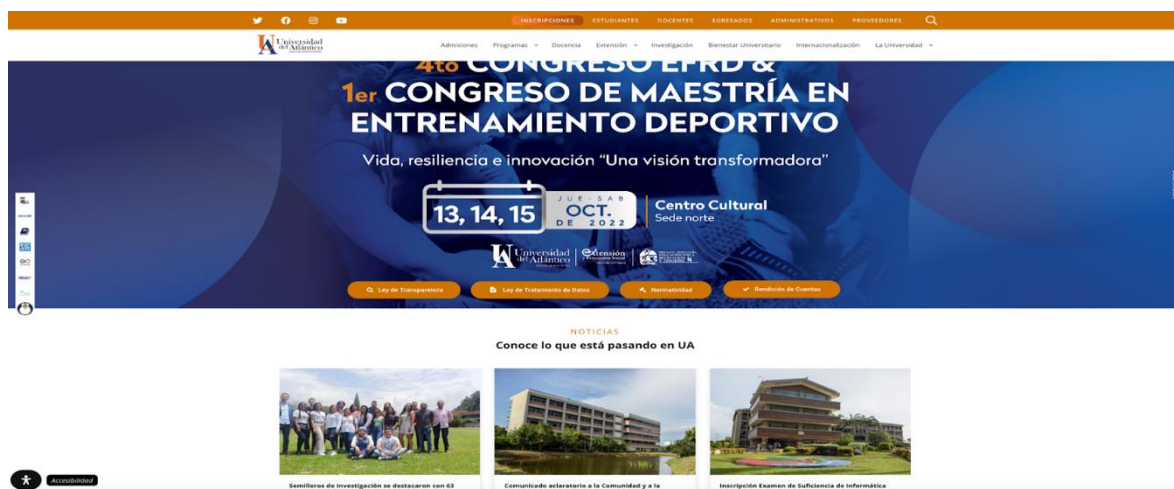 INSCRIPCIONES ESTUDIANTES DOCENTES EGRESADOS ADMINISTRATIVOS PROVEEDORES
Universidad del Atlántico
Admisiones Programas Docencia Extensión Investigación Bienestar Universitario Internacionalización La Universidad
4to CONGRESO EFRD &
1er CONGRESO DE MAESTRÍA EN
ENTRENAMIENTO DEPORTIVO
Vida, resiliencia e innovación "Una visión transformadora"
13, 14, 15
JUE - SAB
OCT.
DE 2022
Centro Cultural
Sede norte
Universidad del Atlántico
Extensión
Ley de Transparencia Ley de Tratamiento de Datos Normatividad Rendición de Cuentas
NOTICIAS
Conoce lo que está pasando en UA
Semilleros de Investigación se destacaron con 63
Comunicado aclaratorio a la Comunidad y a la
Inscripción Examen de Suficiencia de Informática
Accesibilidad